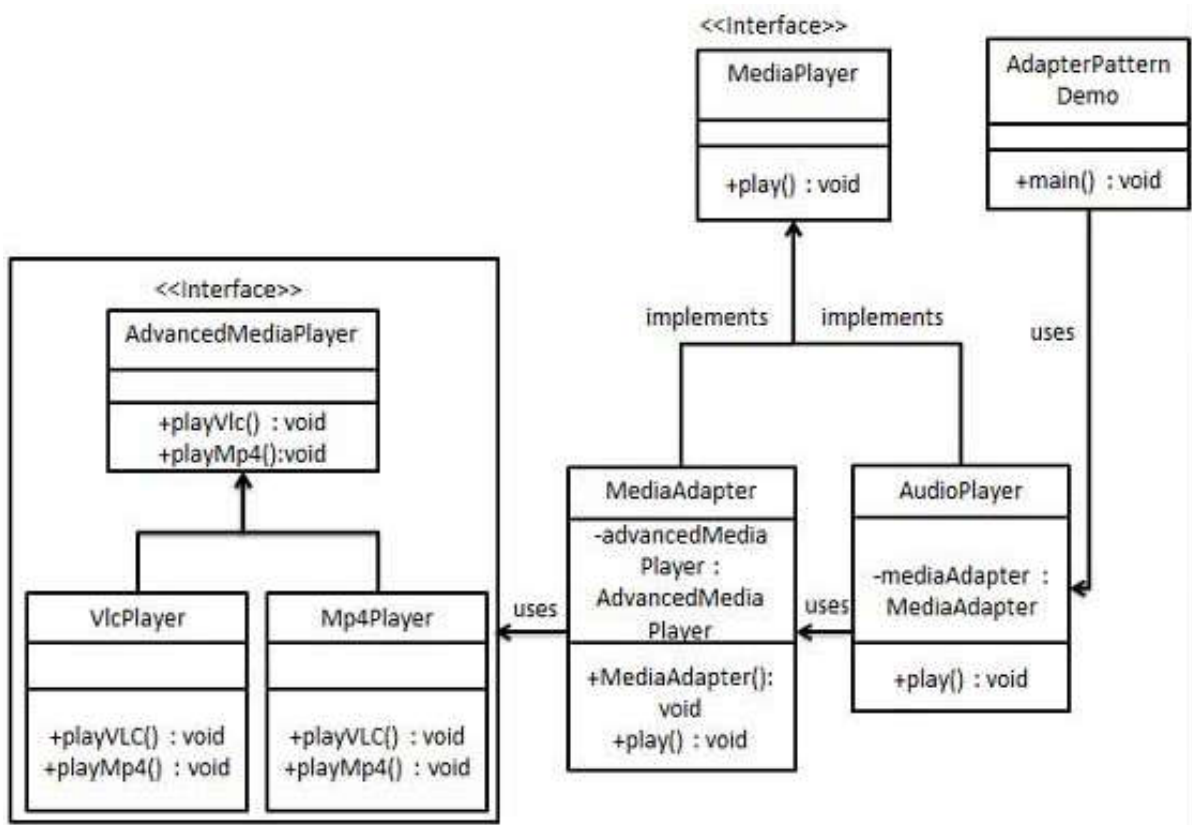 <<Interface>>
MediaPlayer
+play() : void
AdapterPattern
Demo
+main() : void
implements
implements
uses
<<Interface>>
AdvancedMediaPlayer
+playVlc() : void
+playMp4():void
VlcPlayer
+playVLC() : void
+playMp4() : void
Mp4Player
+playVLC() : void
+playMp4() : void
uses
MediaAdapter
-advancedMedia
Player :
AdvancedMedia
Player
+MediaAdapter():
void
+play() : void
uses
AudioPlayer
-mediaAdapter :
MediaAdapter
+play() : void